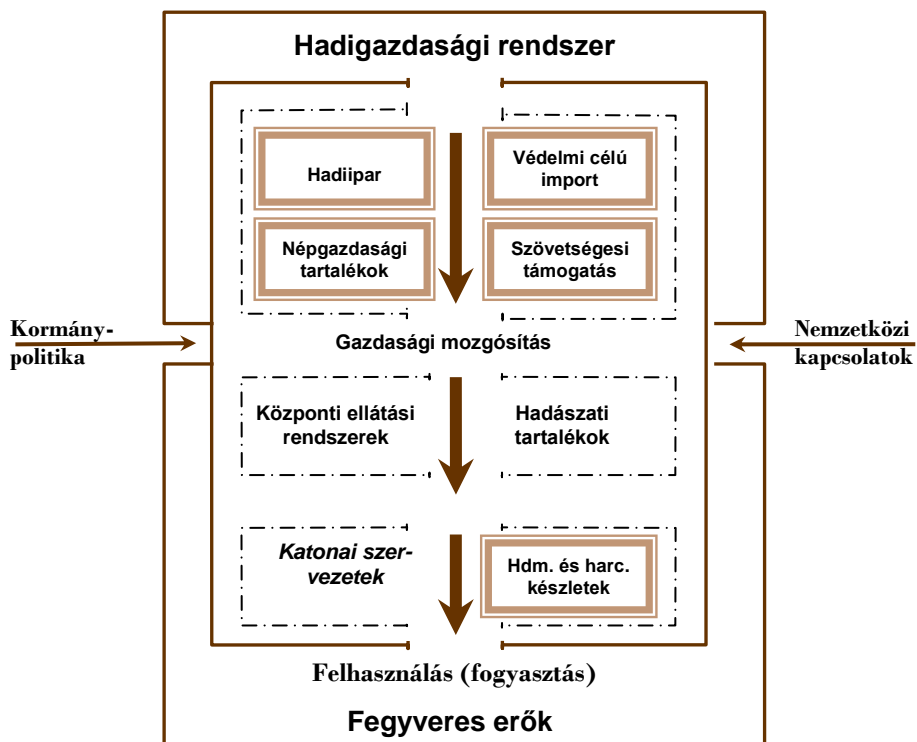 Hadigazdasági rendszer
Hadiipar
Védelmi célú
import
Népgazdasági
tartalékok
Szövetségesi
támogatás
Kormány-
politika
Gazdasági mozgósítás
Nemzetközi
kapcsolatok
Központi ellátási
rendszerek
Hadászati
tartalékok
Katonai szer-
vezetek
Hdm. és harc.
készletek
Felhasználás (fogyasztás)
Fegyveres erők